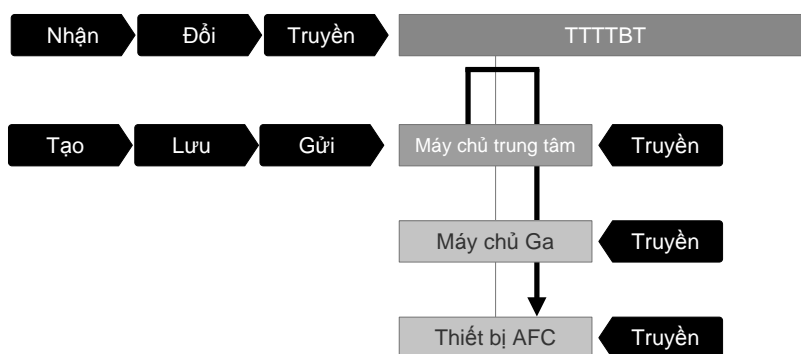 Nhận Đổi Truyền TTTTBT
Tạo Lưu Gửi Máy chủ trung tâm Truyền
Máy chủ Ga Truyền
Thiết bị AFC Truyền